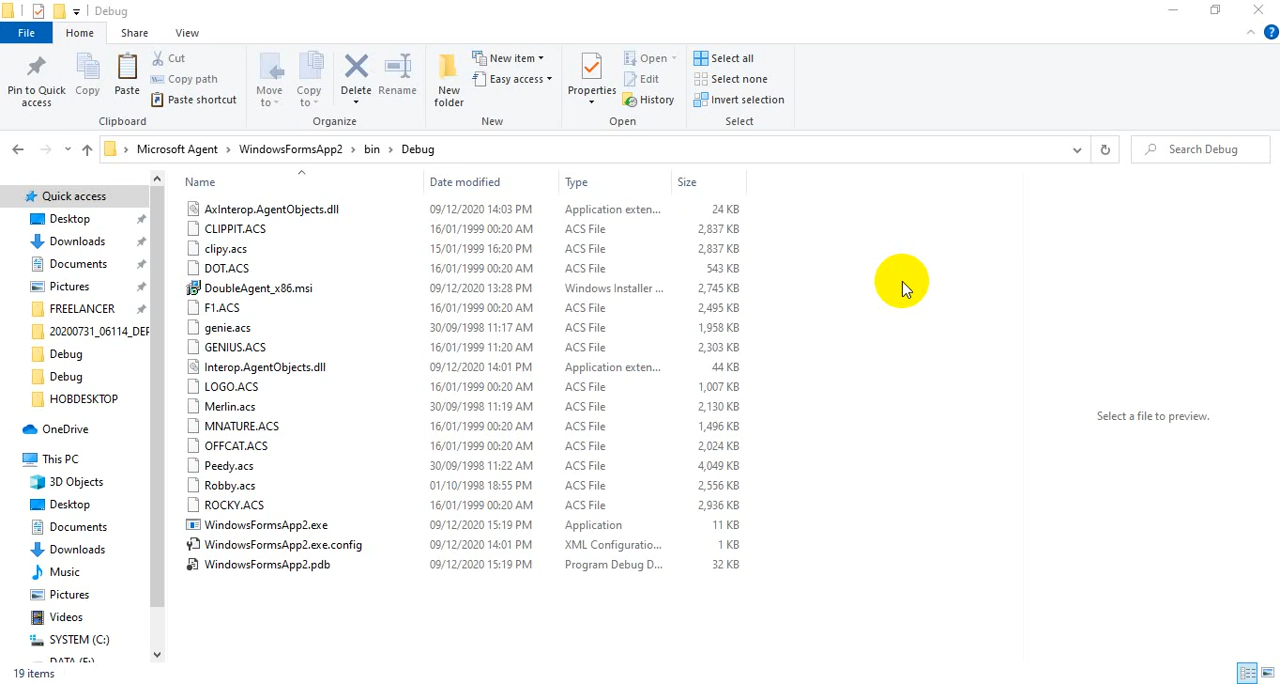 Debug
File Home Share View
Pin to Quick access
Copy
Paste
Cut
Copy path
Paste shortcut
Clipboard
Move to
Copy to
Delete
Rename
Organize
New folder
New item
Easy access
New
Properties
Open
Edit
History
Open
Select all
Select none
Invert selection
Select
Microsoft Agent › WindowsFormsApp2 › bin › Debug
Search Debug
Quick access
Desktop
Downloads
Documents
Pictures
FREELANCER
20200731_06114_DEF
Debug
Debug
HOBDESKTOP
OneDrive
This PC
3D Objects
Desktop
Documents
Downloads
Music
Pictures
Videos
SYSTEM (C:)
Name Date modified Type Size
AxInterop.AgentObjects.dll 09/12/2020 14:03 PM Application exten... 24 KB
CLIPPIT.ACS 16/01/1999 00:20 AM ACS File 2,837 KB
clipy.acs 15/01/1999 16:20 PM ACS File 2,837 KB
DOT.ACS 16/01/1999 00:20 AM ACS File 543 KB
DoubleAgent_x86.msi 09/12/2020 13:28 PM Windows Installer ... 2,745 KB
F1.ACS 16/01/1999 00:20 AM ACS File 2,495 KB
genie.acs 30/09/1998 11:17 AM ACS File 1,958 KB
GENIUS.ACS 16/01/1999 11:20 AM ACS File 2,303 KB
Interop.AgentObjects.dll 09/12/2020 14:01 PM Application exten... 44 KB
LOGO.ACS 16/01/1999 00:20 AM ACS File 1,007 KB
Merlin.acs 30/09/1998 11:19 AM ACS File 2,130 KB
MNATURE.ACS 16/01/1999 00:20 AM ACS File 1,496 KB
OFFCAT.ACS 16/01/1999 00:20 AM ACS File 2,024 KB
Peedy.acs 30/09/1998 11:22 AM ACS File 4,049 KB
Robby.acs 01/10/1998 18:55 PM ACS File 2,556 KB
ROCKY.ACS 16/01/1999 00:20 AM ACS File 2,936 KB
WindowsFormsApp2.exe 09/12/2020 15:19 PM Application 11 KB
WindowsFormsApp2.exe.config 09/12/2020 14:01 PM XML Configuratio... 1 KB
WindowsFormsApp2.pdb 09/12/2020 15:19 PM Program Debug D... 32 KB
Select a file to preview.
19 items